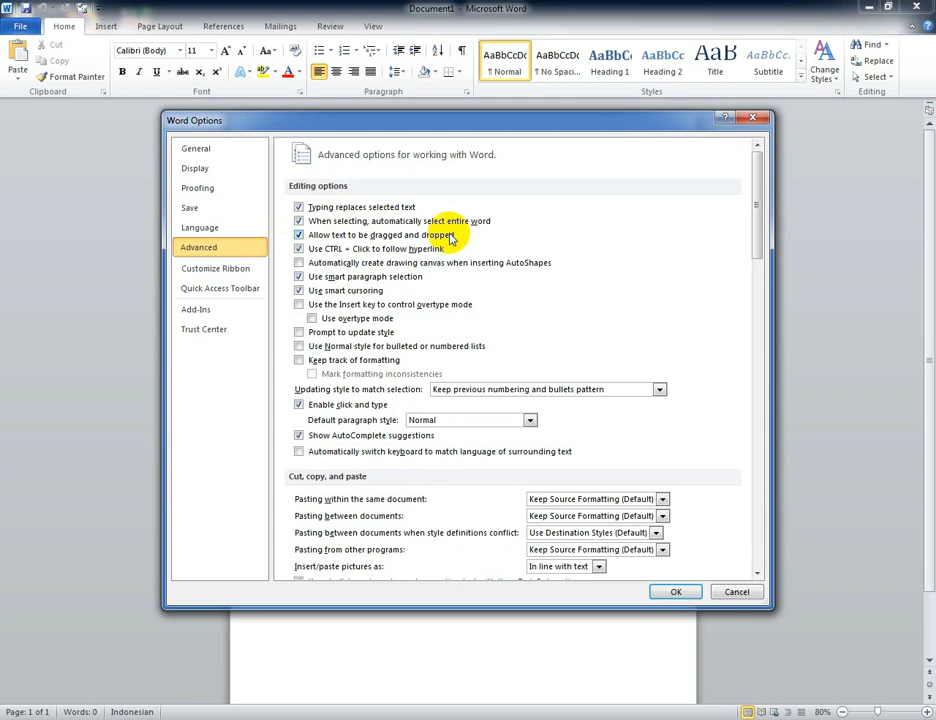 Document1 - Microsoft Word
File Home Insert Page Layout References Mailings Review View
Paste
Cut
Copy
Format Painter
Clipboard
Calibri (Body) 11
Font
Paragraph
AaBbCcDc AaBbCcDc AaBbCc AaBbCc AaB AaBbCc.
¶ Normal ¶ No Spaci... Heading 1 Heading 2 Title Subtitle
Change Styles
Styles
Find
Replace
Select
Editing
Word Options
General
Display
Proofing
Save
Language
Advanced
Customize Ribbon
Quick Access Toolbar
Add-Ins
Trust Center
Advanced options for working with Word.
Editing options
Typing replaces selected text
When selecting, automatically select entire word
Allow text to be dragged and dropped
Use CTRL + Click to follow hyperlink
Automatically create drawing canvas when inserting AutoShapes
Use smart paragraph selection
Use smart cursoring
Use the Insert key to control overtype mode
Use overtype mode
Prompt to update style
Use Normal style for bulleted or numbered lists
Keep track of formatting
Mark formatting inconsistencies
Updating style to match selection: Keep previous numbering and bullets pattern
Enable click and type
Default paragraph style: Normal
Show AutoComplete suggestions
Automatically switch keyboard to match language of surrounding text
Cut, copy, and paste
Pasting within the same document: Keep Source Formatting (Default)
Pasting between documents: Keep Source Formatting (Default)
Pasting between documents when style definitions conflict: Use Destination Styles (Default)
Pasting from other programs: Keep Source Formatting (Default)
Insert/paste pictures as: In line with text
OK Cancel
Page: 1 of 1 Words: 0 Indonesian 80%